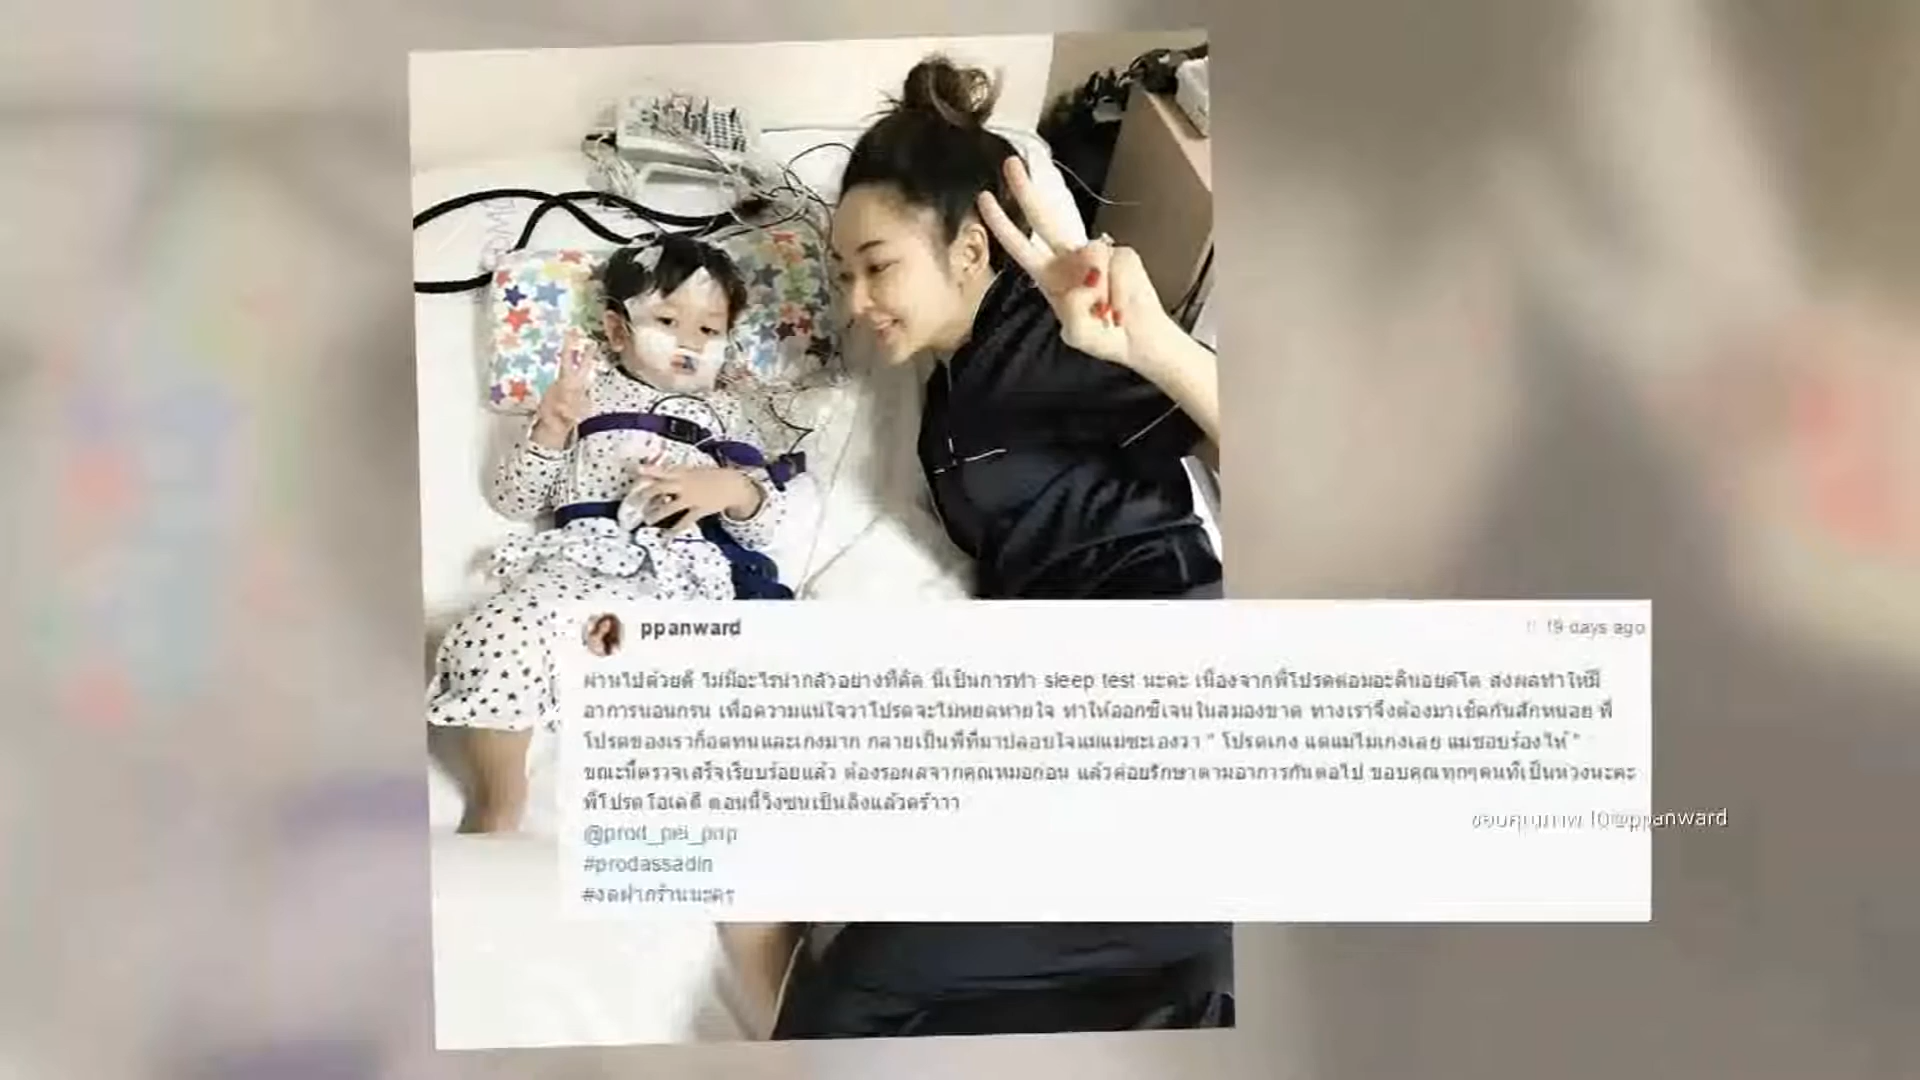 ppanward
19 days ago
ผ่านไปด้วยดี ไม่มีอะไรน่ากลัวอย่างที่คิด นี่เป็นการทำ sleep test นะคะ เนื่องจากพี่โปรดต่อมอะดีนอยด์โต ส่งผลทำให้มี
อาการนอนกรน เพื่อความแน่ใจว่าโปรดจะไม่หยุดหายใจ ทำให้ออกซิเจนในสมองขาด ทางเราจึงต้องมาเช็คกันสักหน่อย พี่
โปรดของเราก็อดทนและเก่งมาก กลายเป็นพี่ที่มาปลอบใจแม่แม่ซะเองว่า " โปรดเก่ง แต่แม่ไม่เก่งเลย แม่ชอบร้องไห้ "
ขณะนี้ตรวจเสร็จเรียบร้อยแล้ว ต้องรอผลจากคุณหมอก่อน แล้วค่อยรักษาตามอาการกันต่อไป ขอบคุณทุกๆคนที่เป็นห่วงนะคะ
พี่โปรดโอเคดี ตอนนี้วิ่งซนเป็นลิงแล้วคร้าาา
#prodassadin
#งดฝากร้านนะคะ
ขอบคุณภาพ IG@ppanward